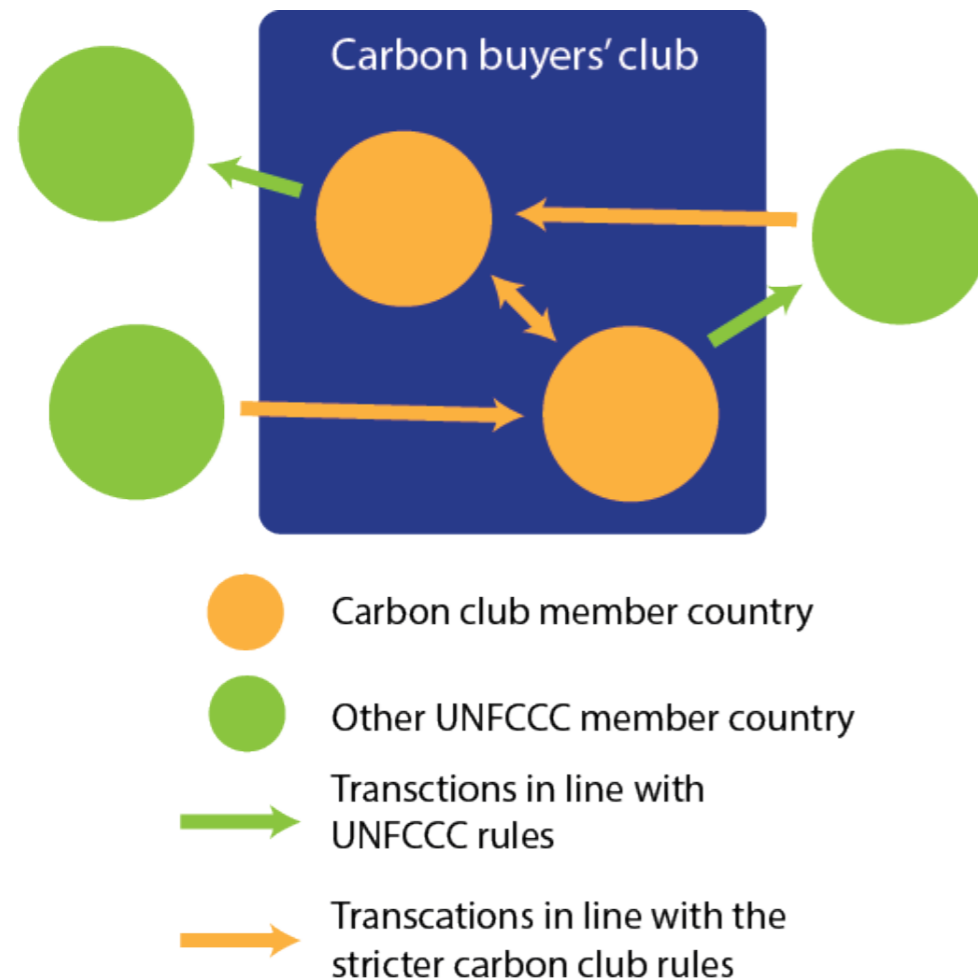 Carbon buyers’ club
Carbon club member country
Other UNFCCC member country
Transctions in line with
UNFCCC rules
Transcations in line with the
stricter carbon club rules